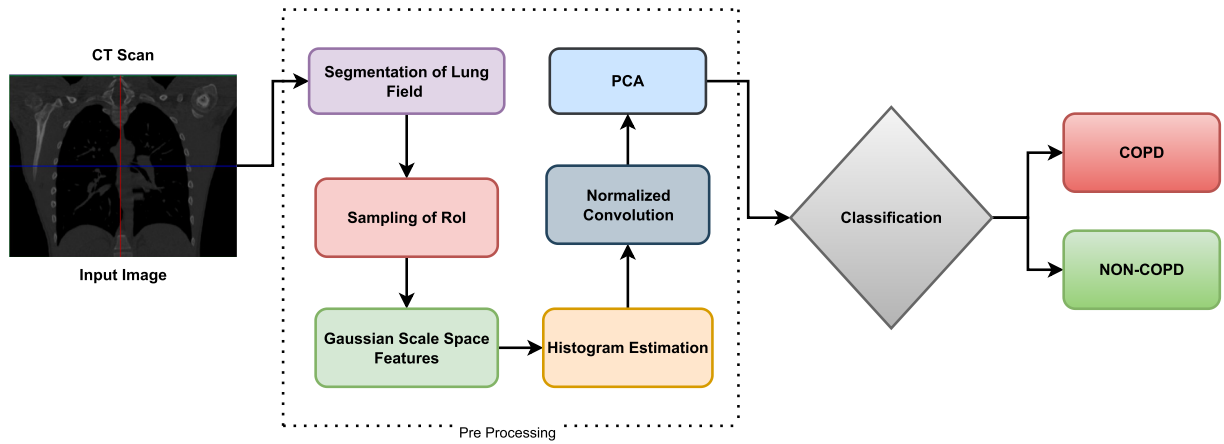 CT Scan
Input Image
Segmentation of Lung
Field
Sampling of RoI
Gaussian Scale Space
Features
Histogram Estimation
Normalized
Convolution
PCA
Pre Processing
Classification
COPD
NON-COPD